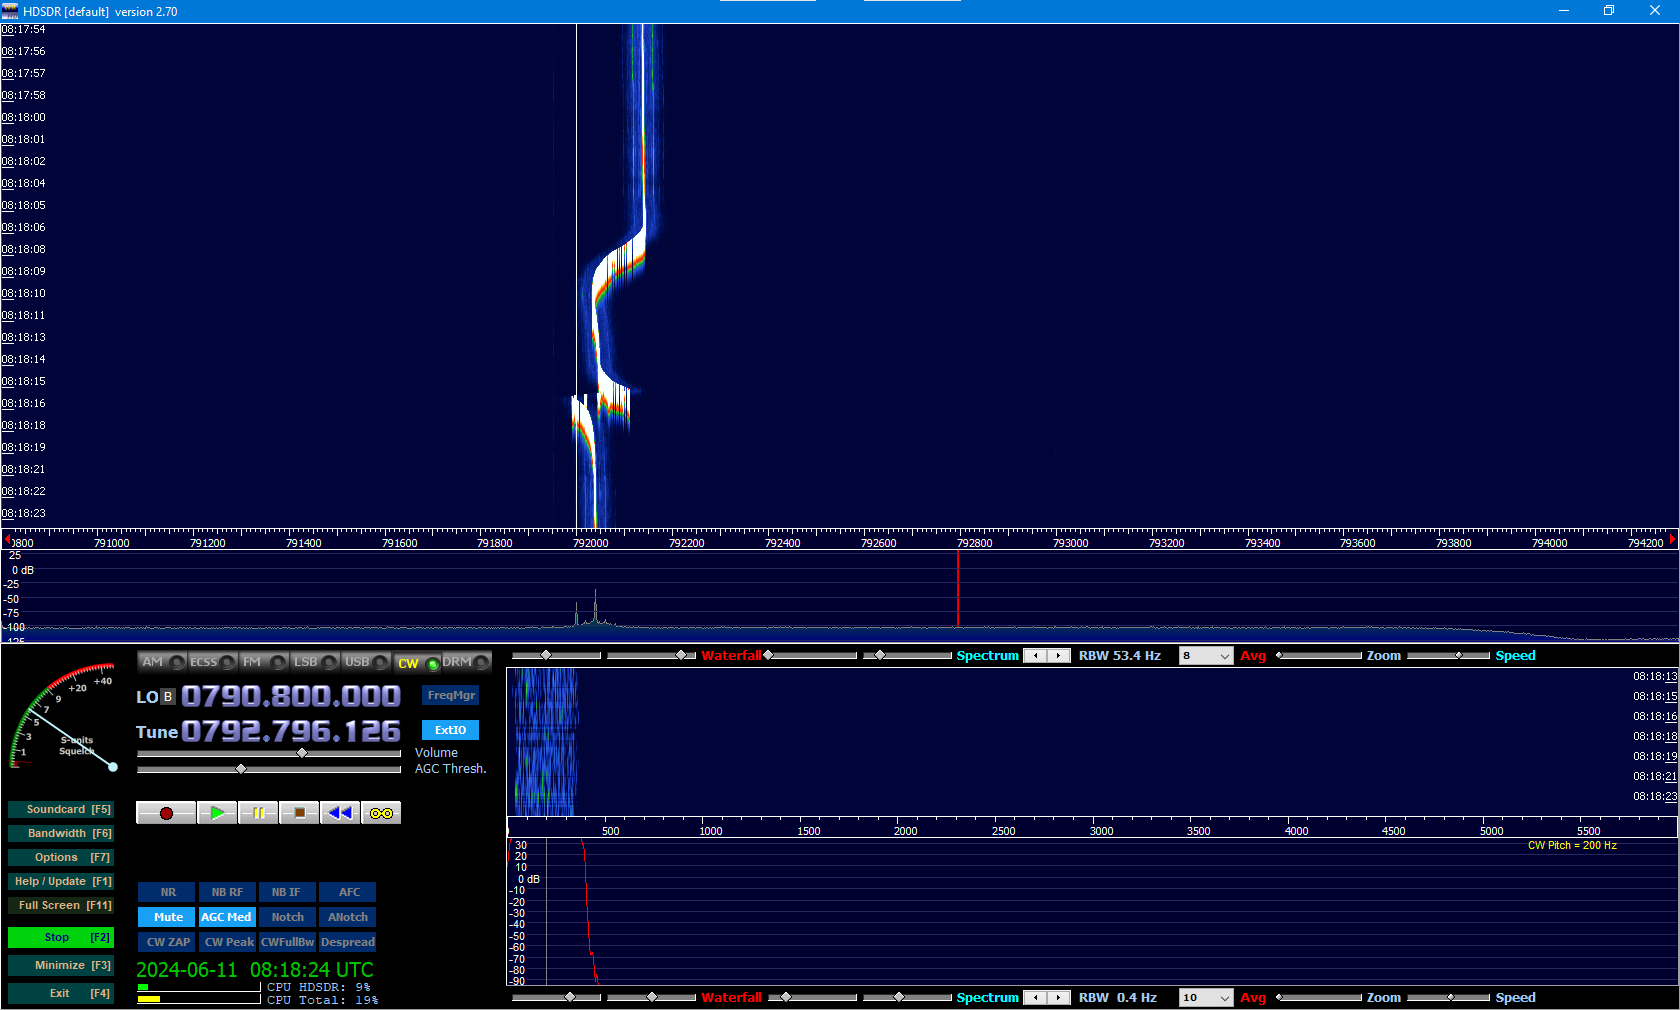 HDSDR [default]  version 2.70
08:17:54
08:17:56
08:17:57
08:17:58
08:18:00
08:18:01
08:18:02
08:18:04
08:18:05
08:18:06
08:18:08
08:18:09
08:18:10
08:18:11
08:18:13
08:18:14
08:18:15
08:18:16
08:18:18
08:18:19
08:18:21
08:18:22
08:18:23
791000 791200 791400 791600 791800 792000 792200 792400 792600 792800 793000 793200 793400 793600 793800 794000 794200
25
0 dB
-25
-50
-75
-100
AM ECSS FM LSB USB CW DRM
Waterfall Spectrum RBW 53.4 Hz 8 Avg Zoom Speed
LO B 0790.800.000 FreqMgr
Tune 0792.796.126 ExtIO
Volume
AGC Thresh.
1 3 5 7 9 +20 +40
S-units
Squelch
08:18:13
08:18:15
08:18:16
08:18:18
08:18:19
08:18:21
08:18:23
Soundcard [F5]
Bandwidth [F6]
Options [F7]
Help / Update [F1]
Full Screen [F11]
Stop [F2]
Minimize [F3]
Exit [F4]
500 1000 1500 2000 2500 3000 3500 4000 4500 5000 5500
CW Pitch = 200 Hz
30
20
10
0 dB
-10
-20
-30
-40
-50
-60
-70
-80
-90
NR NB RF NB IF AFC
Mute AGC Med Notch ANotch
CW ZAP CW Peak CWFullBw Despread
2024-06-11 08:18:24 UTC
CPU HDSDR: 9%
CPU Total: 19%
Waterfall Spectrum RBW 0.4 Hz 10 Avg Zoom Speed